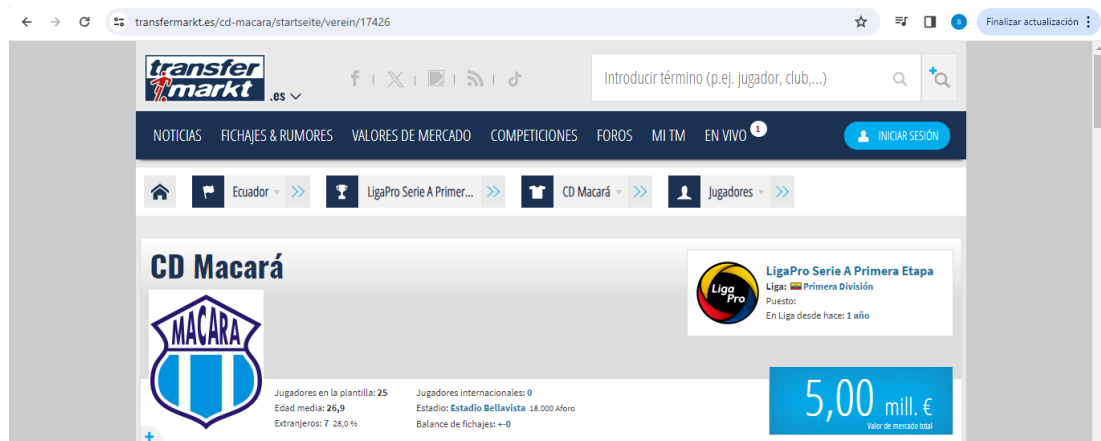 transfermarkt.es/cd-macara/startseite/verein/17426
S
Finalizar actualización
transfer
markt .es
Introducir término (p.ej. jugador, club,...)
NOTICIAS FICHAJES & RUMORES VALORES DE MERCADO COMPETICIONES FOROS MI TM EN VIVO 1 INICIAR SESIÓN
Ecuador LigaPro Serie A Primer... CD Macará Jugadores
CD Macará
MACARA
Liga
Pro
LigaPro Serie A Primera Etapa
Liga: Primera División
Puesto:
En Liga desde hace: 1 año
Jugadores en la plantilla: 25
Edad media: 26,9
Extranjeros: 7 28,0 %
Jugadores internacionales: 0
Estadio: Estadio Bellavista 18.000 Aforo
Balance de fichajes: +-0
5,00 mill. €
Valor de mercado total